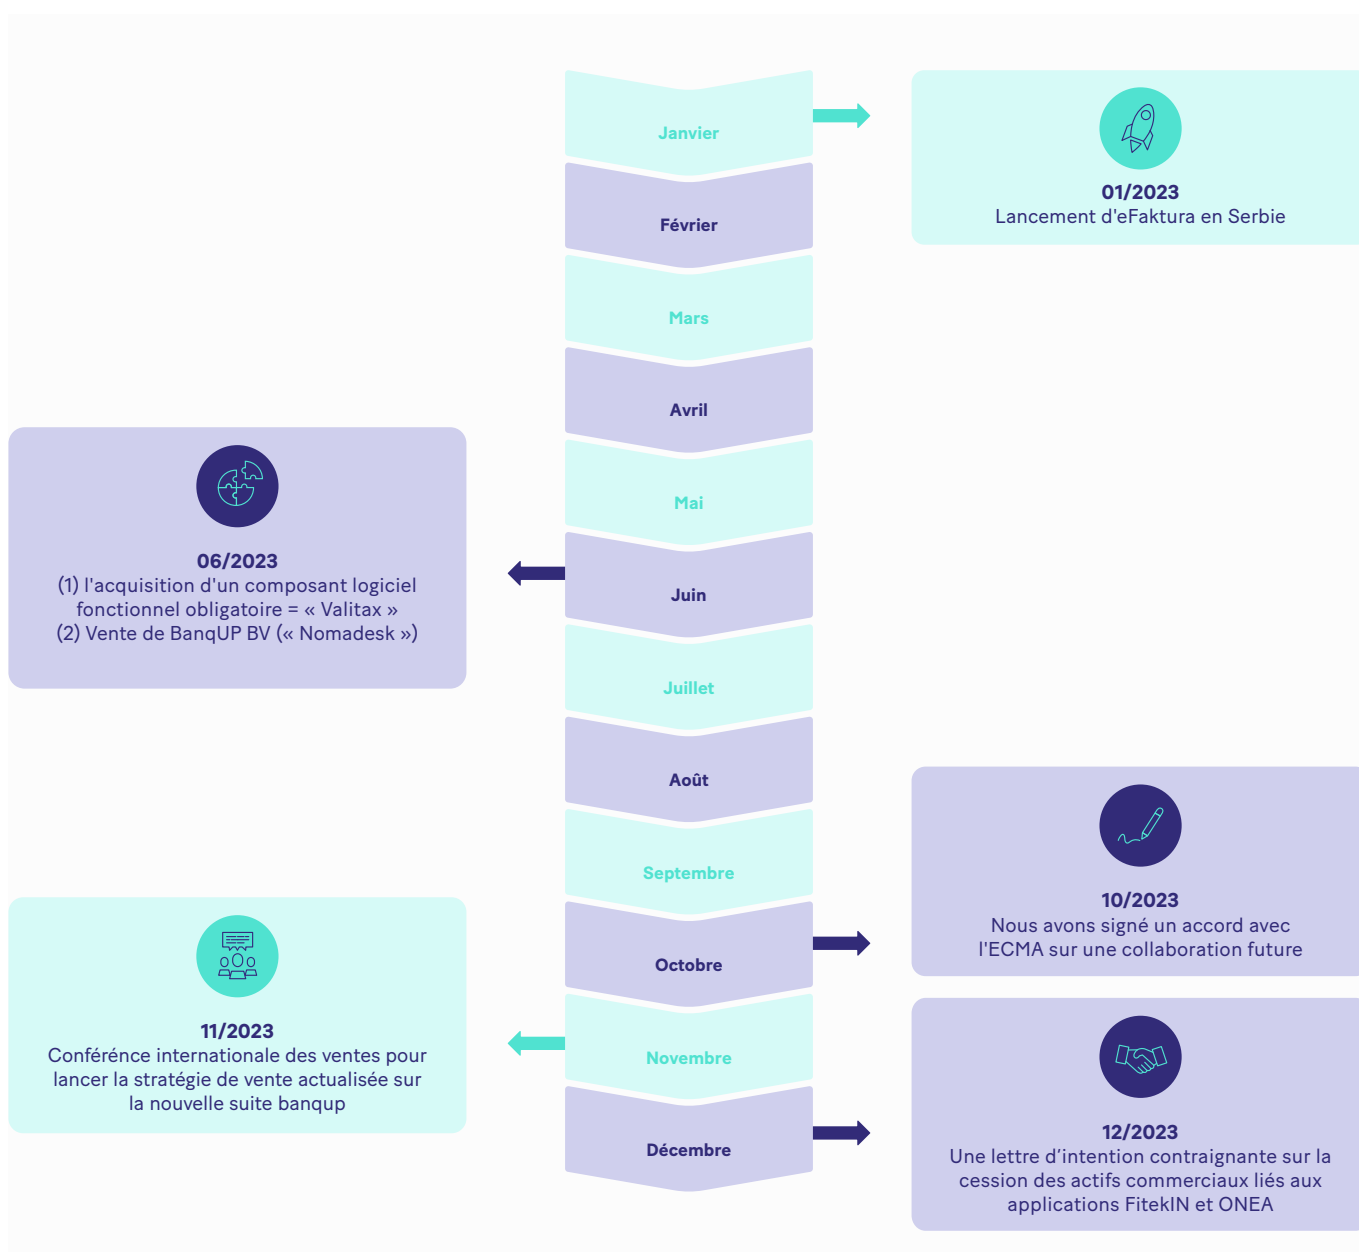 Janvier
01/2023
Lancement d'eFaktura en Serbie
Février
Mars
Avril
Mai
06/2023
(1) l'acquisition d'un composant logiciel
fonctionnel obligatoire = « Valitax »
(2) Vente de BanqUP BV (« Nomadesk »)
Juin
Juillet
Août
Septembre
10/2023
Nous avons signé un accord avec
l'ECMA sur une collaboration future
Octobre
11/2023
Conférénce internationale des ventes pour
lancer la stratégie de vente actualisée sur
la nouvelle suite banqup
Novembre
Décembre
12/2023
Une lettre d’intention contraignante sur la
cession des actifs commerciaux liés aux
applications FitekIN et ONEA